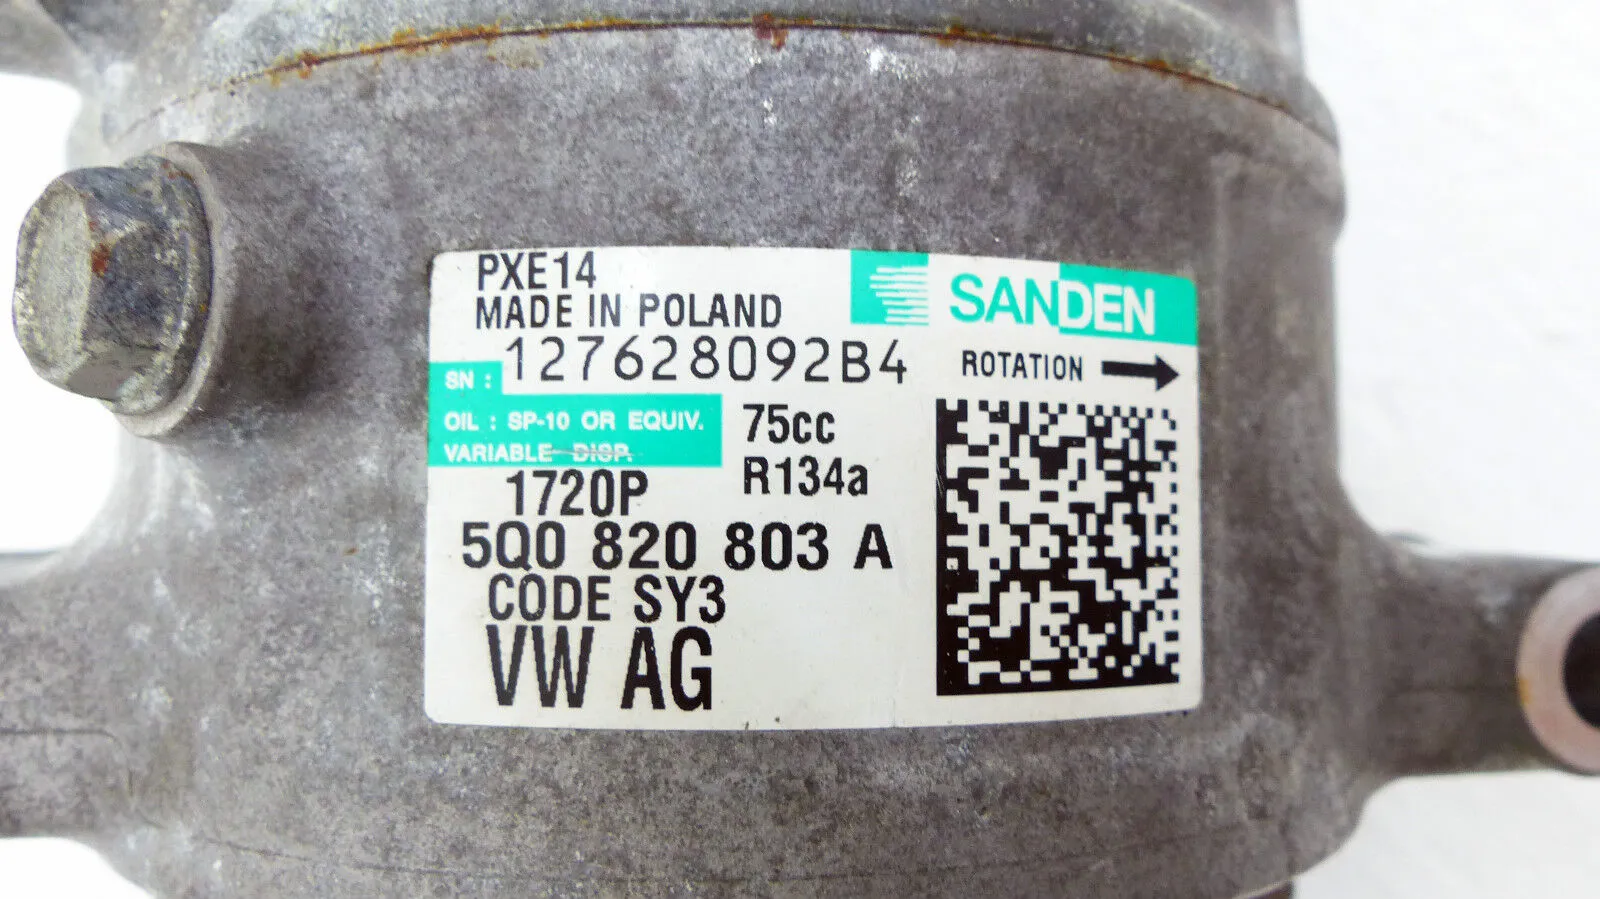 PXE14
MADE IN POLAND
SANDEN
SN : 127628092B4
ROTATION
OIL : SP-10 OR EQUIV. 75cc
VARIABLE DISP. R134a
1720P
5Q0 820 803 A
CODE SY3
VW AG